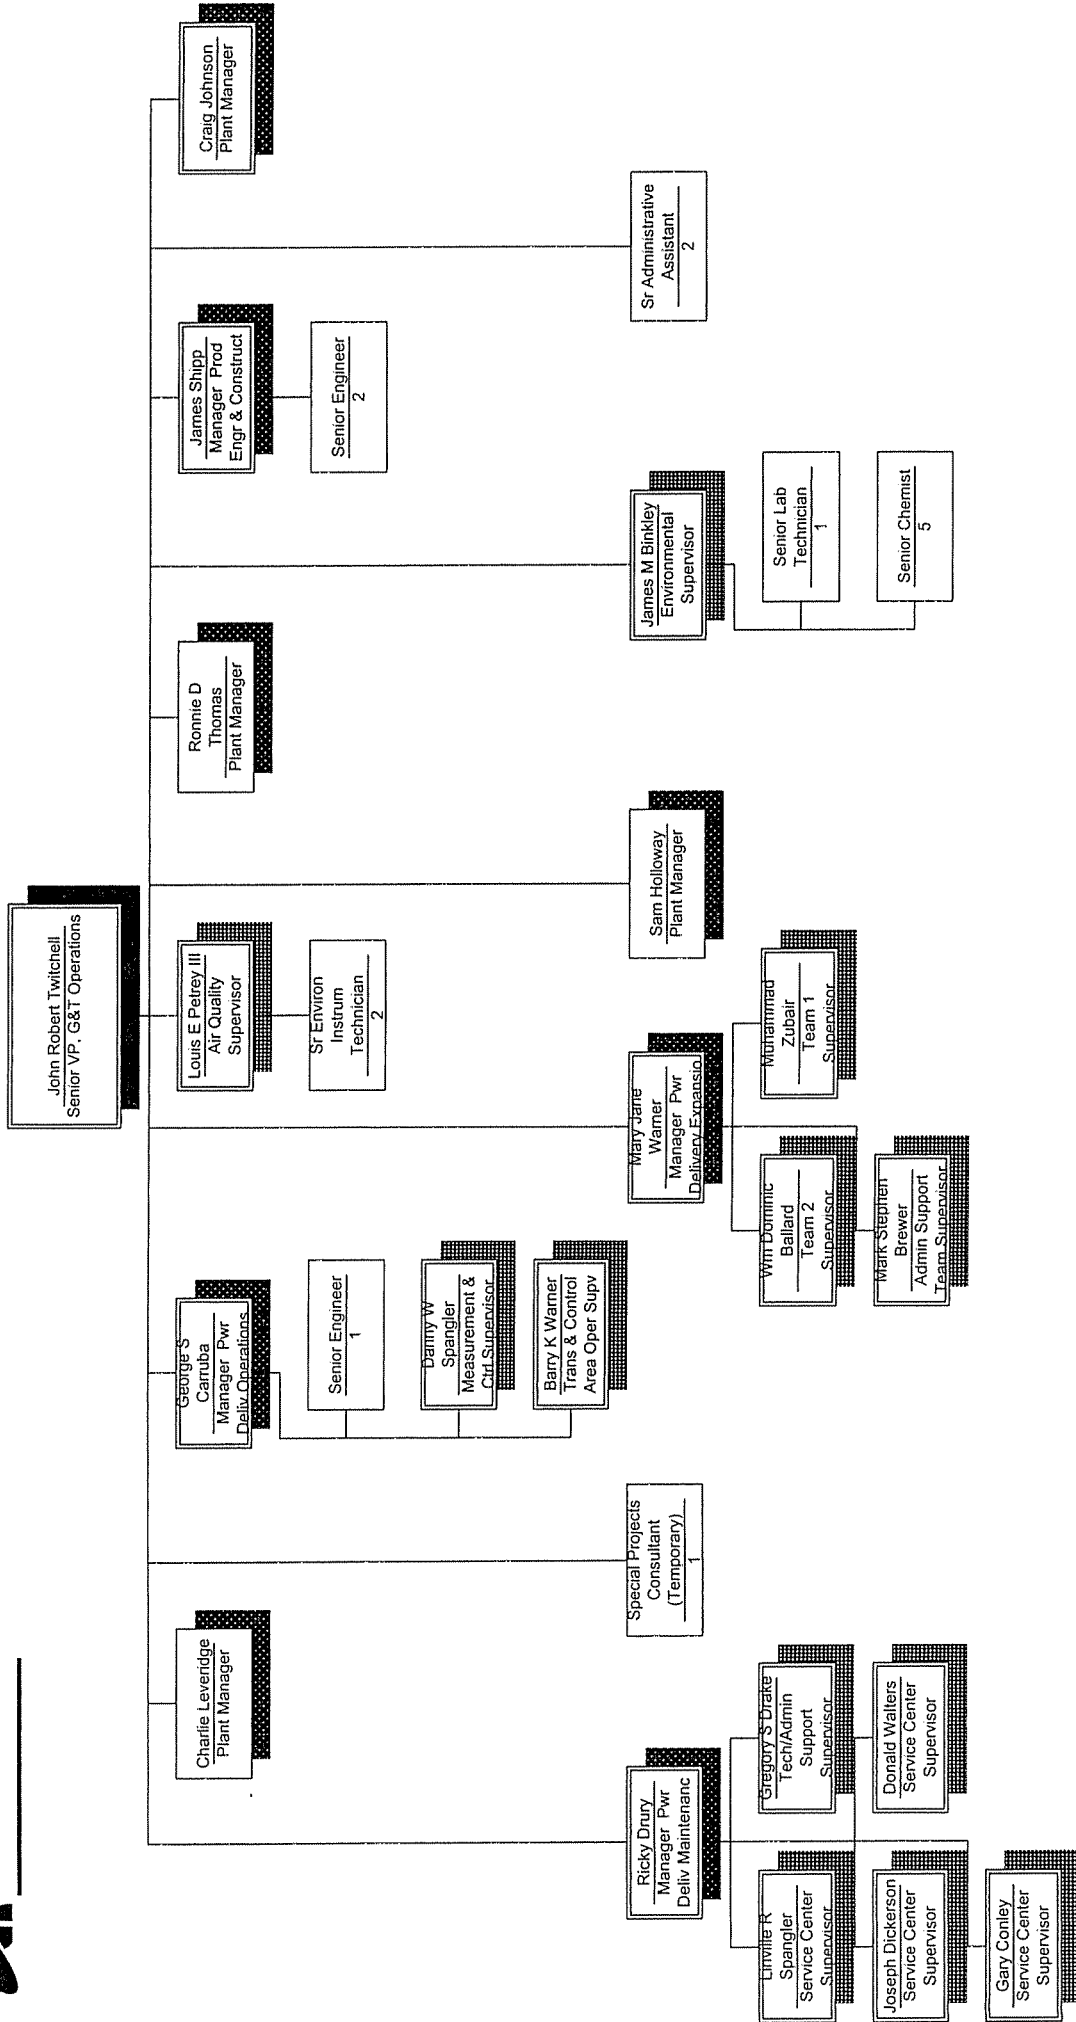 John Robert Twitchell
Senior VP, G&T Operations
Charlie Leveridge
Plant Manager
George S
Carruba
Manager Pwr
Deliv Operations
Louis E Petrey III
Air Quality
Supervisor
Ronnie D
Thomas
Plant Manager
James Shipp
Manager Prod
Engr & Construct
Craig Johnson
Plant Manager
Senior Engineer
1
Danny W
Spangler
Measurement &
Ctrl Supervisor
Barry K Warner
Trans & Control
Area Oper Supv
Sr Environ
Instrum
Technician
2
Senior Engineer
2
Ricky Drury
Manager Pwr
Deliv Maintenanc
Special Projects
Consultant
(Temporary)
1
Mary Jane
Warner
Manager Pwr
Delivery Expansio
Sam Holloway
Plant Manager
James M Binkley
Environmental
Supervisor
Sr Administrative
Assistant
2
Linville R
Spangler
Service Center
Supervisor
Gregory S Drake
Tech/Admin
Support
Supervisor
Joseph Dickerson
Service Center
Supervisor
Donald Walters
Service Center
Supervisor
Gary Conley
Service Center
Supervisor
Wm Dominic
Ballard
Team 2
Supervisor
Muhammad
Zubair
Team 1
Supervisor
Mark Stephen
Brewer
Admin Support
Team Supervisor
Senior Lab
Technician
1
Senior Chemist
5